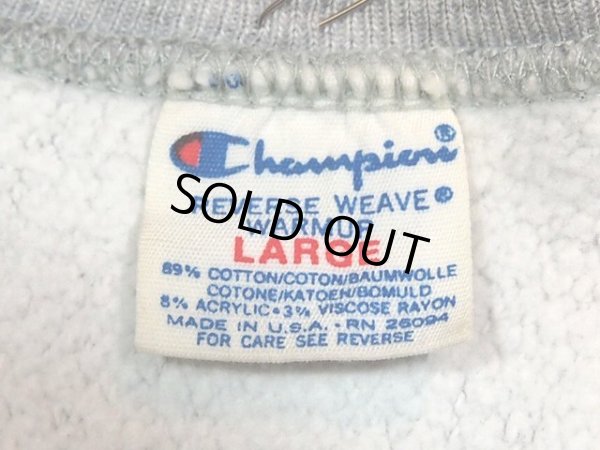 Champion®
REVERSE WEAVE®
WARMUP
LARGE
SOLD OUT
89% COTTON/COTON/BAUMWOLLE
COTONE/KATOEN/BOMULD
8% ACRYLIC • 3% VISCOSE RAYON
MADE IN U.S.A. • RN 26094
FOR CARE SEE REVERSE